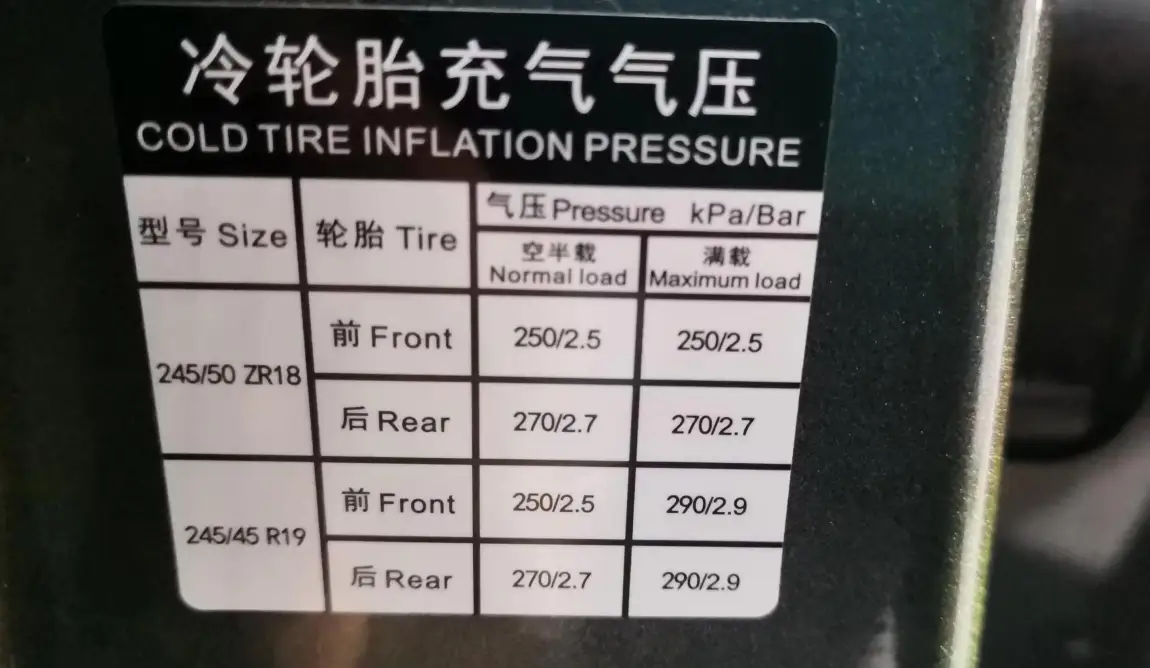 冷轮胎充气气压
COLD TIRE INFLATION PRESSURE
型号 Size 轮胎 Tire 气压 Pressure kPa/Bar
空半载 满载
Normal load Maximum load
245/50 ZR18 前 Front 250/2.5 250/2.5
后 Rear 270/2.7 270/2.7
245/45 R19 前 Front 250/2.5 290/2.9
后 Rear 270/2.7 290/2.9